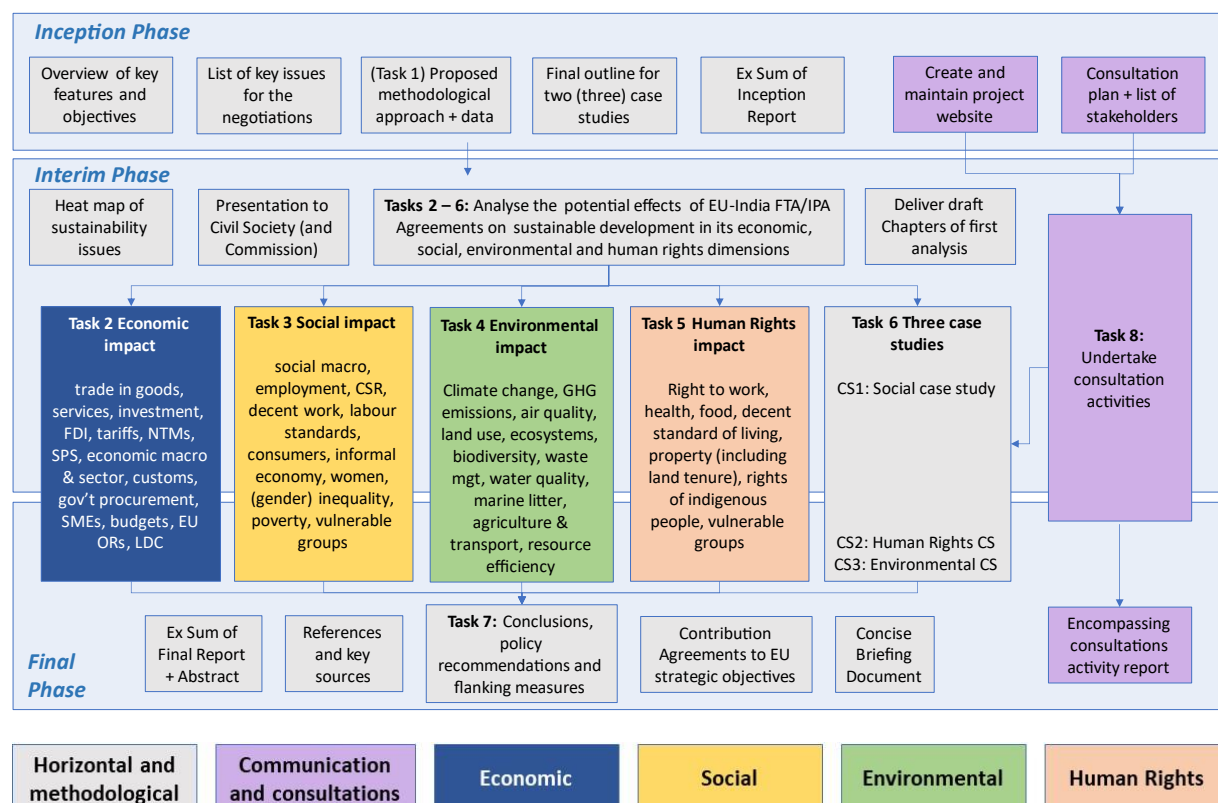 Inception Phase
Overview of key
features and
objectives
List of key issues
for the
negotiations
(Task 1) Proposed
methodological
approach + data
Final outline for
two (three) case
studies
Ex Sum of
Inception
Report
Create and
maintain project
website
Consultation
plan + list of
stakeholders
Interim Phase
Heat map of
sustainability
issues
Presentation to
Civil Society (and
Commission)
Tasks 2 – 6: Analyse the potential effects of EU-India FTA/IPA
Agreements on sustainable development in its economic,
social, environmental and human rights dimensions
Deliver draft
Chapters of first
analysis
Task 2 Economic
impact
trade in goods,
services, investment,
FDI, tariffs, NTMs,
SPS, economic macro
& sector, customs,
gov’t procurement,
SMEs, budgets, EU
ORs, LDC
Task 3 Social impact
social macro,
employment, CSR,
decent work, labour
standards,
consumers, informal
economy, women,
(gender) inequality,
poverty, vulnerable
groups
Task 4 Environmental
impact
Climate change, GHG
emissions, air quality,
land use, ecosystems,
biodiversity, waste
mgt, water quality,
marine litter,
agriculture &
transport, resource
efficiency
Task 5 Human Rights
impact
Right to work,
health, food, decent
standard of living,
property (including
land tenure), rights
of indigenous
people, vulnerable
groups
Task 6 Three case
studies
CS1: Social case study
CS2: Human Rights CS
CS3: Environmental CS
Task 8:
Undertake
consultation
activities
Final
Phase
Ex Sum of
Final Report
+ Abstract
References
and key
sources
Task 7: Conclusions,
policy
recommendations and
flanking measures
Contribution
Agreements to EU
strategic objectives
Concise
Briefing
Document
Encompassing
consultations
activity report
Horizontal and
methodological
Communication
and consultations
Economic
Social
Environmental
Human Rights